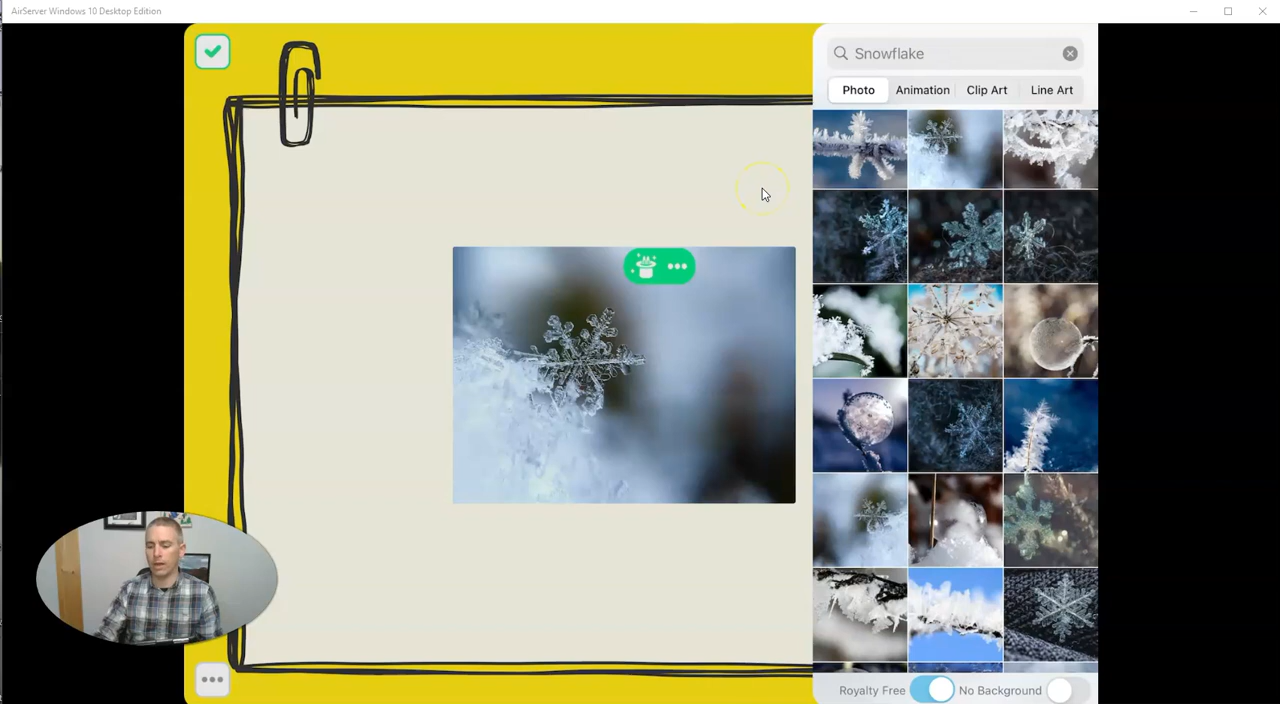 AirServer Windows 10 Desktop Edition
Snowflake
Photo Animation Clip Art Line Art
Royalty Free No Background